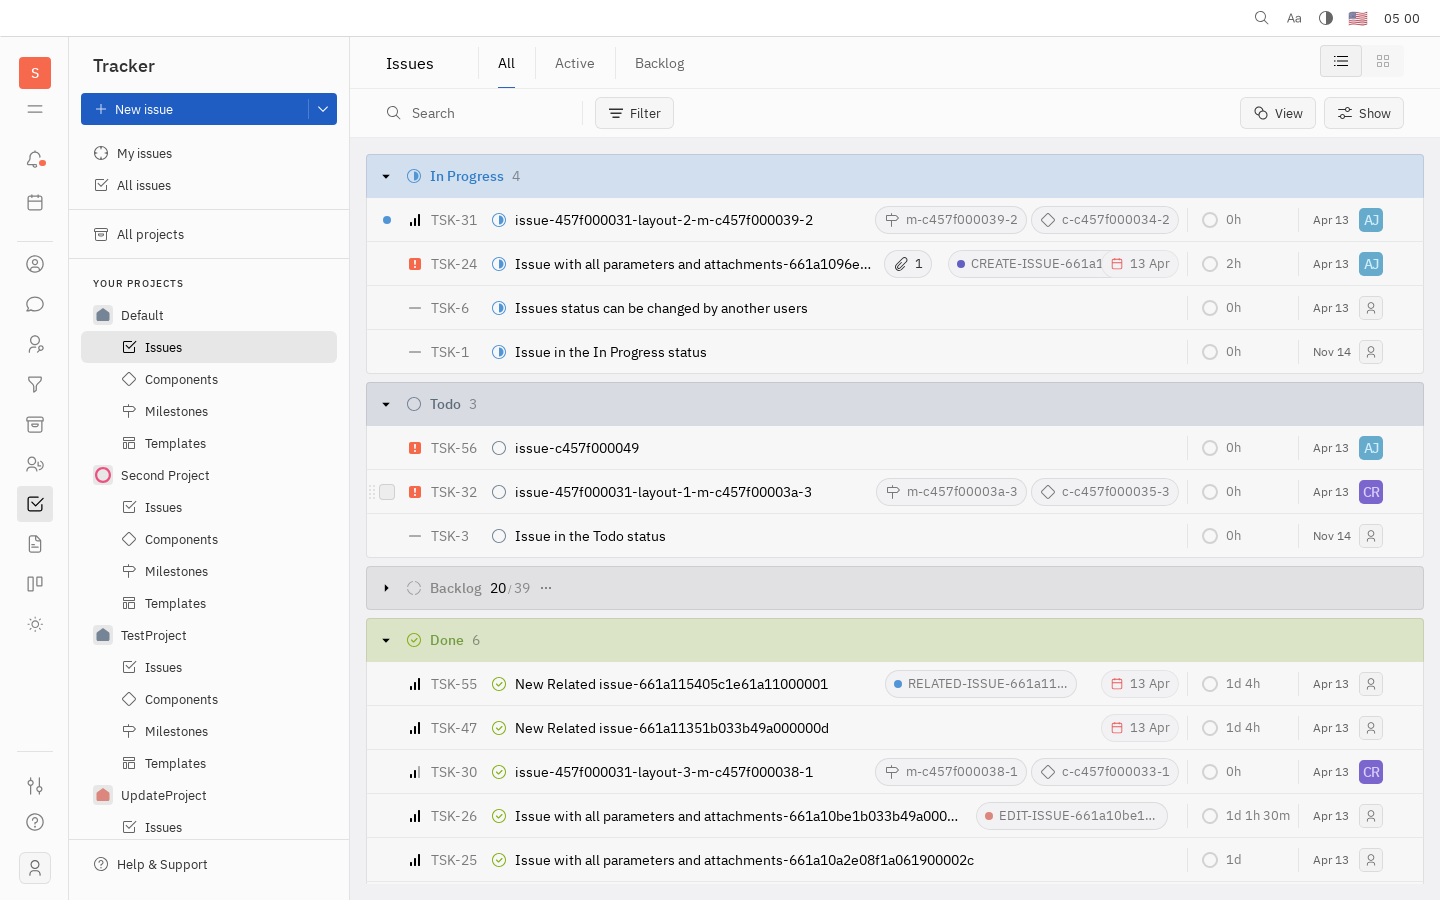 Aa
05 00
S
Tracker
New issue
My issues
All issues
All projects
YOUR PROJECTS
Default
Issues
Components
Milestones
Templates
Second Project
Issues
Components
Milestones
Templates
TestProject
Issues
Components
Milestones
Templates
UpdateProject
Issues
Help & Support
Issues
All
Active
Backlog
Search
Filter
View
Show
In Progress 4
TSK-31 issue-457f000031-layout-2-m-c457f000039-2 m-c457f000039-2 c-c457f000034-2 0h Apr 13 AJ
TSK-24 Issue with all parameters and attachments-661a1096e... 1 CREATE-ISSUE-661a1 13 Apr 2h Apr 13 AJ
TSK-6 Issues status can be changed by another users 0h Apr 13
TSK-1 Issue in the In Progress status 0h Nov 14
Todo 3
TSK-56 issue-c457f000049 0h Apr 13 AJ
TSK-32 issue-457f000031-layout-1-m-c457f00003a-3 m-c457f00003a-3 c-c457f000035-3 0h Apr 13 CR
TSK-3 Issue in the Todo status 0h Nov 14
Backlog 20/39 ...
Done 6
TSK-55 New Related issue-661a115405c1e61a11000001 RELATED-ISSUE-661a11... 13 Apr 1d 4h Apr 13
TSK-47 New Related issue-661a11351b033b49a000000d 13 Apr 1d 4h Apr 13
TSK-30 issue-457f000031-layout-3-m-c457f000038-1 m-c457f000038-1 c-c457f000033-1 0h Apr 13 CR
TSK-26 Issue with all parameters and attachments-661a10be1b033b49a000... EDIT-ISSUE-661a10be1... 1d 1h 30m Apr 13
TSK-25 Issue with all parameters and attachments-661a10a2e08f1a061900002c 1d Apr 13